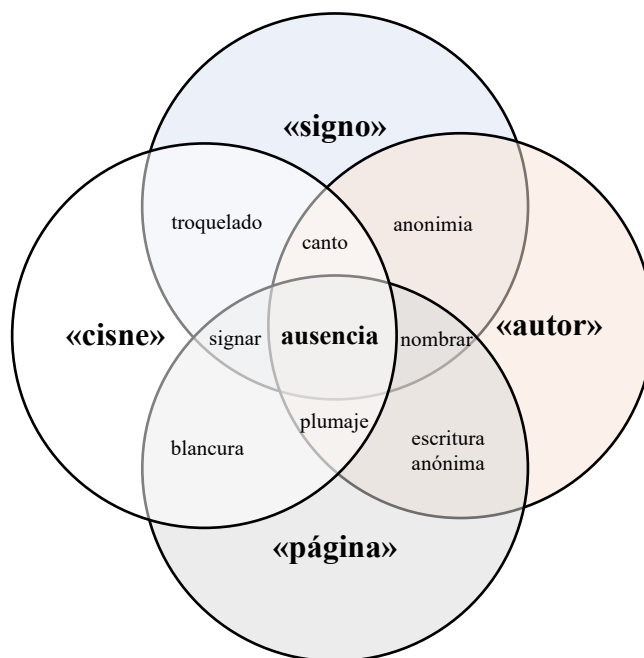 «signo»
troquelado
canto
anonimia
«cisne»
signar
ausencia
nombrar
«autor»
blancura
plumaje
escritura
anónima
«página»